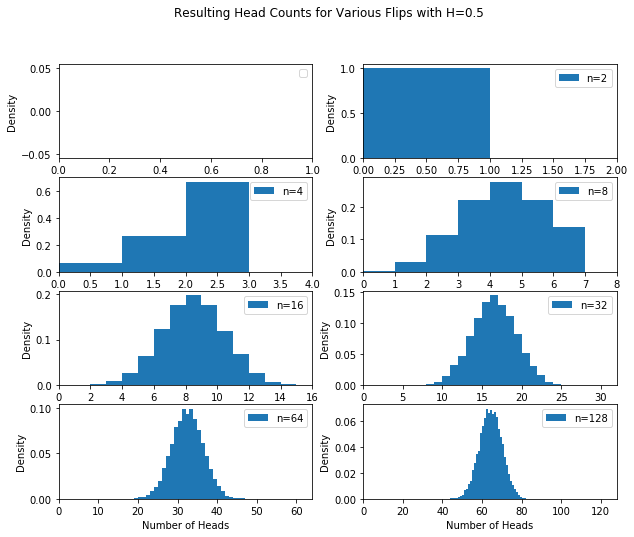 Resulting Head Counts for Various Flips with H=0.5
Density
0.05
0.00
−0.05
0.0 0.2 0.4 0.6 0.8 1.0
Density
1.0
0.5
0.0
n=2
0.00 0.25 0.50 0.75 1.00 1.25 1.50 1.75 2.00
Density
0.6
0.4
0.2
0.0
n=4
0.0 0.5 1.0 1.5 2.0 2.5 3.0 3.5 4.0
Density
0.2
0.1
0.0
n=8
0 1 2 3 4 5 6 7 8
Density
0.2
0.1
0.0
n=16
0 2 4 6 8 10 12 14 16
Density
0.15
0.10
0.05
0.00
n=32
0 5 10 15 20 25 30
Density
0.10
0.05
0.00
n=64
0 10 20 30 40 50 60
Number of Heads
Density
0.06
0.04
0.02
0.00
n=128
0 20 40 60 80 100 120
Number of Heads